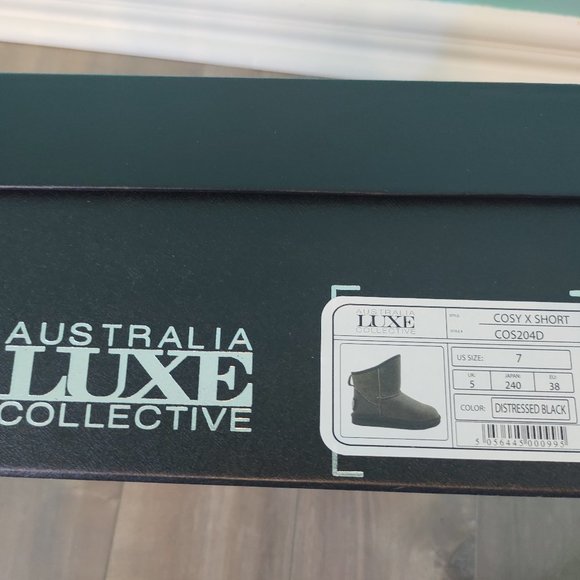 AUSTRALIA
LUXE
COLLECTIVE
AUSTRALIA
LUXE
COLLECTIVE
STYLE: COSY X SHORT
STYLE #: COS204D
US SIZE: 7
UK: JAPAN: EU:
5 240 38
COLOR: DISTRESSED BLACK
5 056445 000995